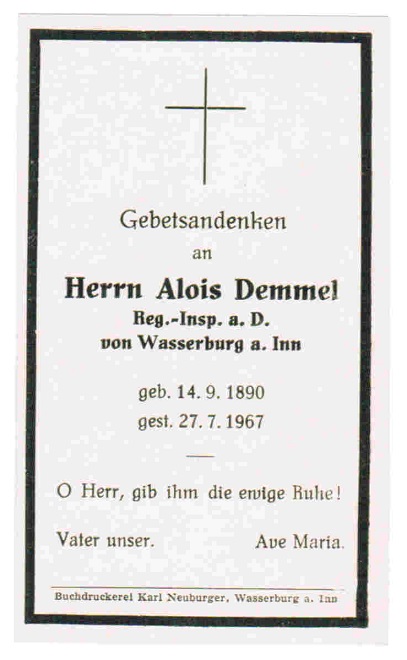 Gebetsandenken
an
Herrn Alois Demmel
Reg.-Insp. a. D.
von Wasserburg a. Inn
geb. 14. 9. 1890
gest. 27. 7. 1967
O Herr, gib ihm die ewige Ruhe!
Vater unser. Ave Maria.
Buchdruckerei Karl Neuburger, Wasserburg a. Inn